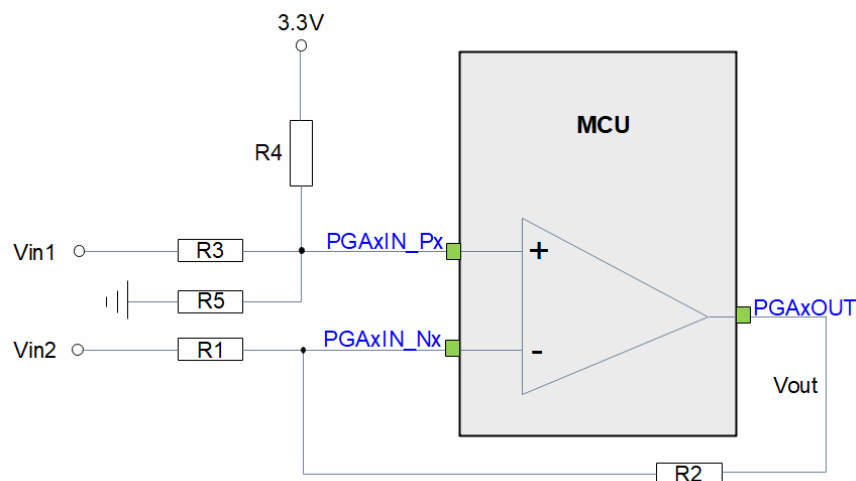 3.3V
MCU
R4
Vin1
R3
PGAxIN_Px
+
R5
PGAxOUT
Vin2
R1
PGAxIN_Nx
-
Vout
R2